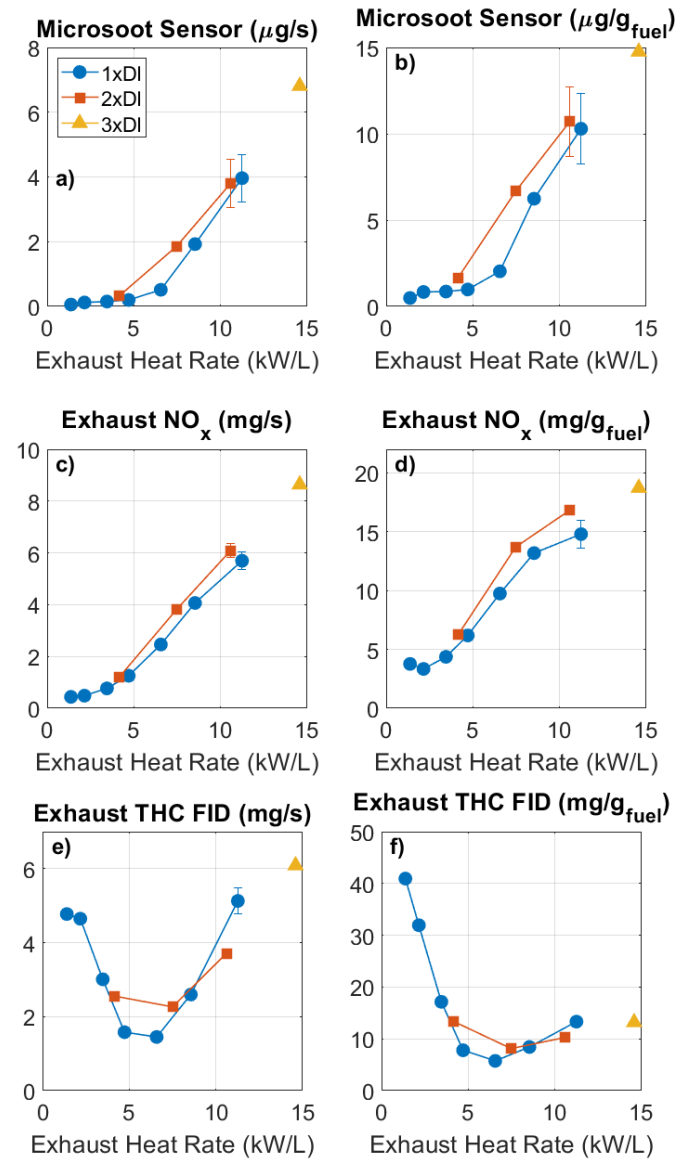 Microsoot Sensor (μg/s)
8
6
4
2
0
1xDI
2xDI
3xDI
a)
0 5 10 15
Exhaust Heat Rate (kW/L)
Microsoot Sensor (μg/g_fuel)
15
10
5
0
b)
0 5 10 15
Exhaust Heat Rate (kW/L)
Exhaust NO_x (mg/s)
10
8
6
4
2
0
c)
0 5 10 15
Exhaust Heat Rate (kW/L)
Exhaust NO_x (mg/g_fuel)
20
15
10
5
0
d)
0 5 10 15
Exhaust Heat Rate (kW/L)
Exhaust THC FID (mg/s)
6
4
2
0
e)
0 5 10 15
Exhaust Heat Rate (kW/L)
Exhaust THC FID (mg/g_fuel)
50
40
30
20
10
0
f)
0 5 10 15
Exhaust Heat Rate (kW/L)